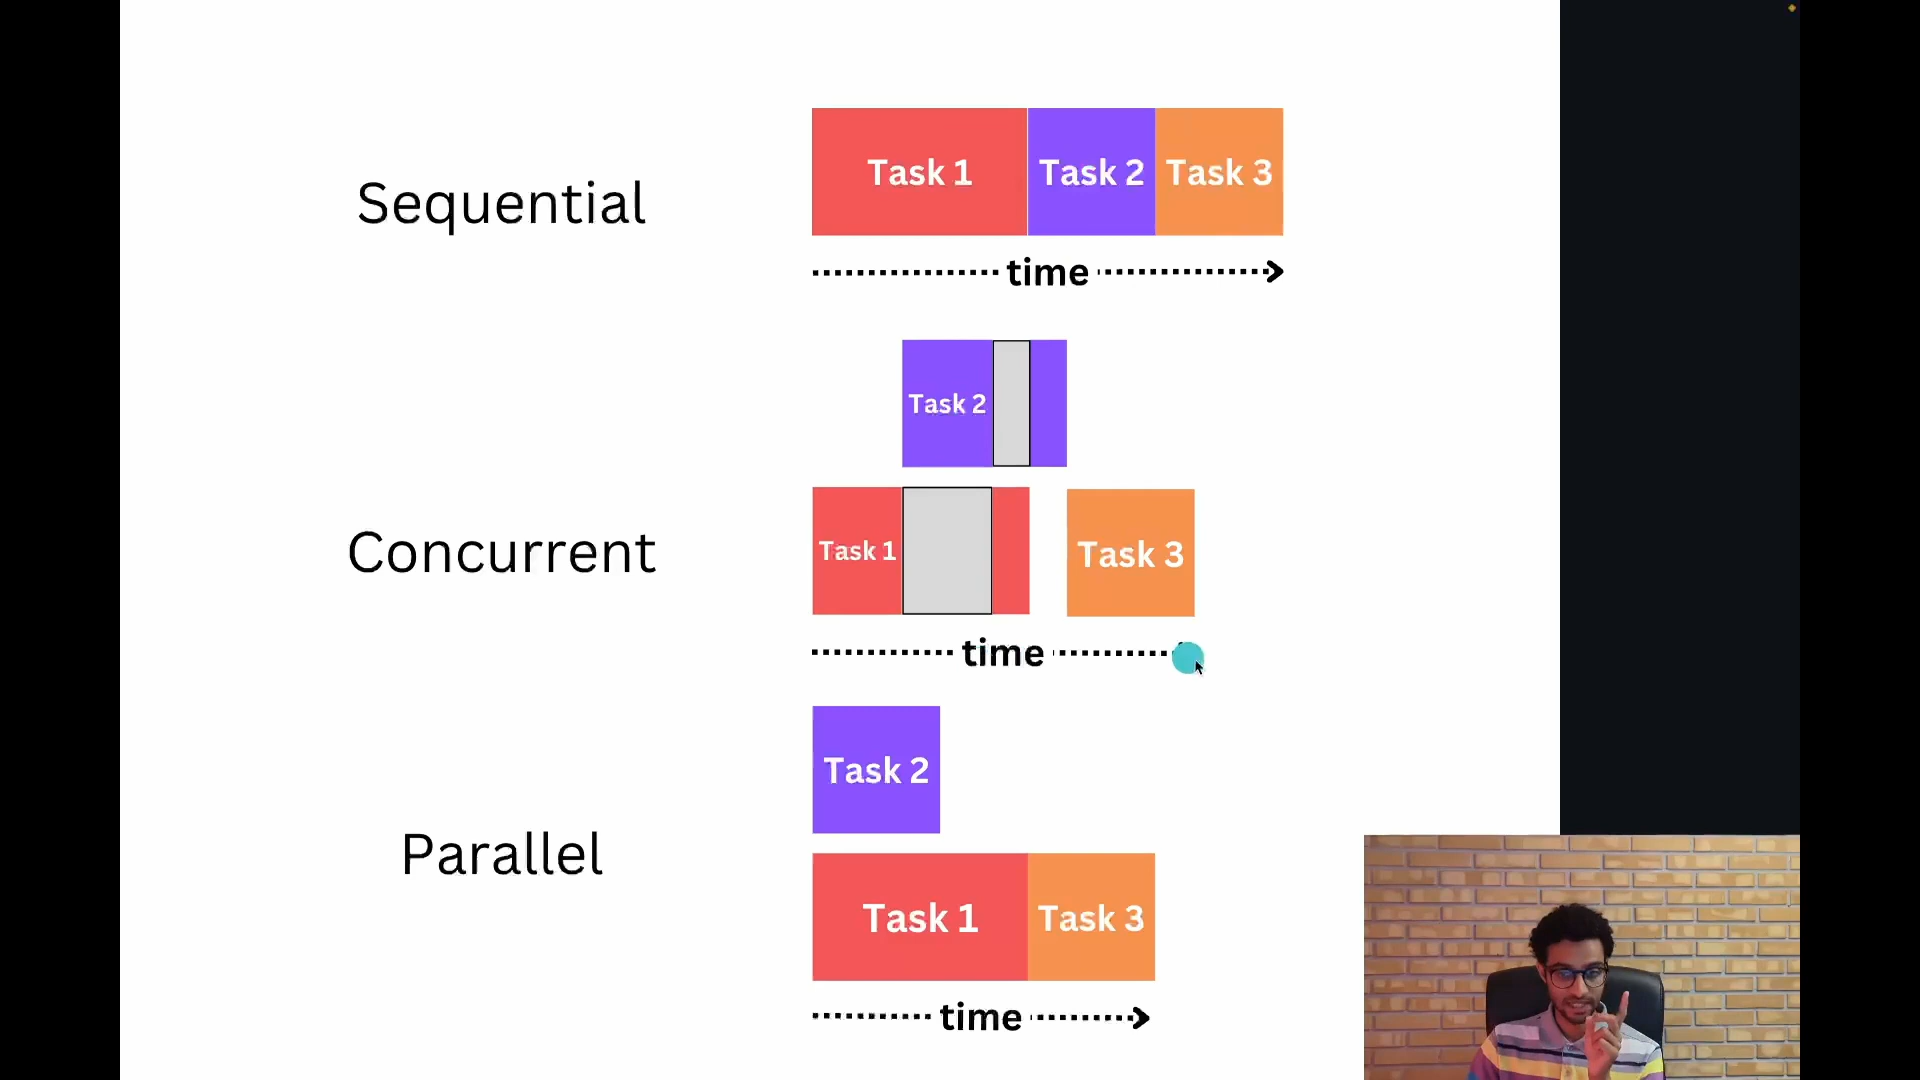 Sequential
Task 1 Task 2 Task 3
time
Task 2
Concurrent
Task 1 Task 3
time
Task 2
Parallel
Task 1 Task 3
time